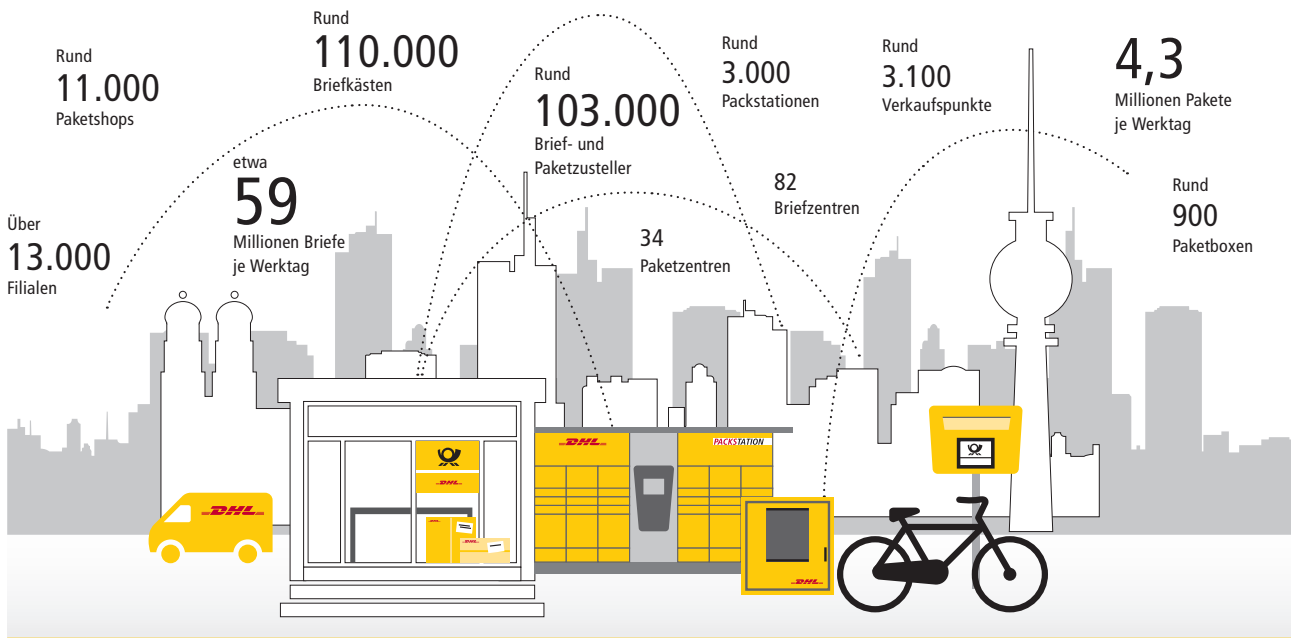 Rund
11.000
Paketshops
Rund
110.000
Briefkästen
Rund
103.000
Brief- und
Paketzusteller
Rund
3.000
Packstationen
Rund
3.100
Verkaufspunkte
4,3
Millionen Pakete
je Werktag
Über
13.000
Filialen
etwa
59
Millionen Briefe
je Werktag
34
Paketzentren
82
Briefzentren
Rund
900
Paketboxen
DHL
PACKSTATION
DHL
DHL
DHL
DHL
DHL